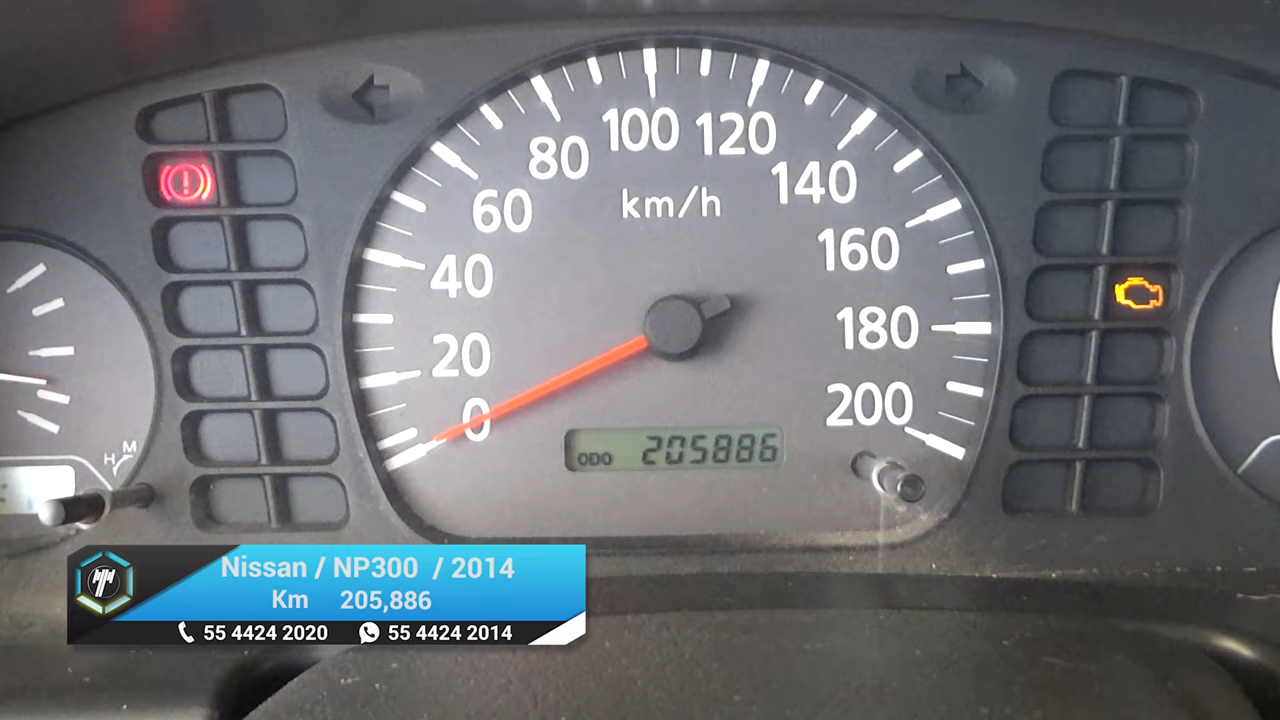 0
20
40
60
80
100
120
140
160
180
200
km/h
ODO 205886
H
M
Nissan / NP300 / 2014
Km 205,886
55 4424 2020 55 4424 2014